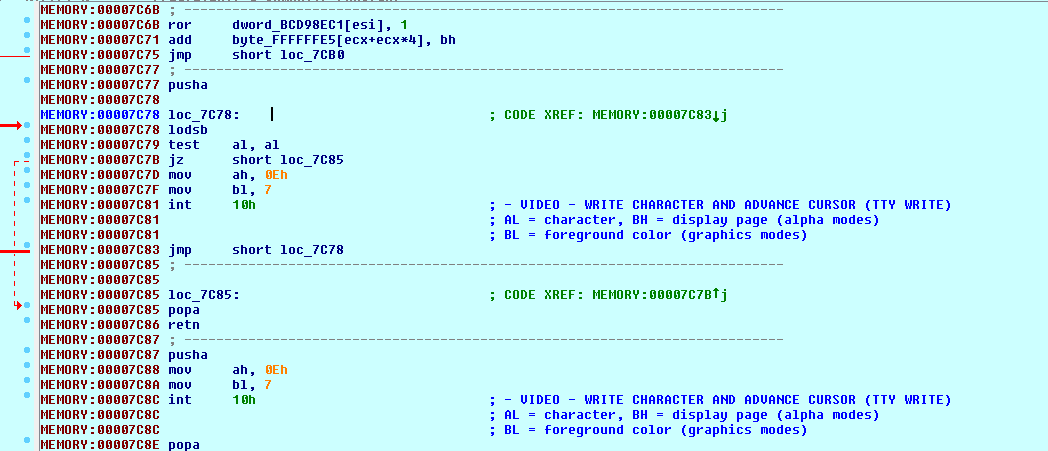 MEMORY:00007C6B ; ---------------------------------------------------------------------------
MEMORY:00007C6B ror     dword_BCD98EC1[esi], 1
MEMORY:00007C71 add     byte_FFFFFFE5[ecx+ecx*4], bh
MEMORY:00007C75 jmp     short loc_7CB0
MEMORY:00007C77 ; ---------------------------------------------------------------------------
MEMORY:00007C77 pusha
MEMORY:00007C78
MEMORY:00007C78 loc_7C78:                               ; CODE XREF: MEMORY:00007C83↓j
MEMORY:00007C78 lodsb
MEMORY:00007C79 test    al, al
MEMORY:00007C7B jz      short loc_7C85
MEMORY:00007C7D mov     ah, 0Eh
MEMORY:00007C7F mov     bl, 7
MEMORY:00007C81 int     10h                             ; - VIDEO - WRITE CHARACTER AND ADVANCE CURSOR (TTY WRITE)
MEMORY:00007C81                                         ; AL = character, BH = display page (alpha modes)
MEMORY:00007C81                                         ; BL = foreground color (graphics modes)
MEMORY:00007C83 jmp     short loc_7C78
MEMORY:00007C85 ; ---------------------------------------------------------------------------
MEMORY:00007C85
MEMORY:00007C85 loc_7C85:                               ; CODE XREF: MEMORY:00007C7B↑j
MEMORY:00007C85 popa
MEMORY:00007C86 retn
MEMORY:00007C87 ; ---------------------------------------------------------------------------
MEMORY:00007C87 pusha
MEMORY:00007C88 mov     ah, 0Eh
MEMORY:00007C8A mov     bl, 7
MEMORY:00007C8C int     10h                             ; - VIDEO - WRITE CHARACTER AND ADVANCE CURSOR (TTY WRITE)
MEMORY:00007C8C                                         ; AL = character, BH = display page (alpha modes)
MEMORY:00007C8C                                         ; BL = foreground color (graphics modes)
MEMORY:00007C8E popa